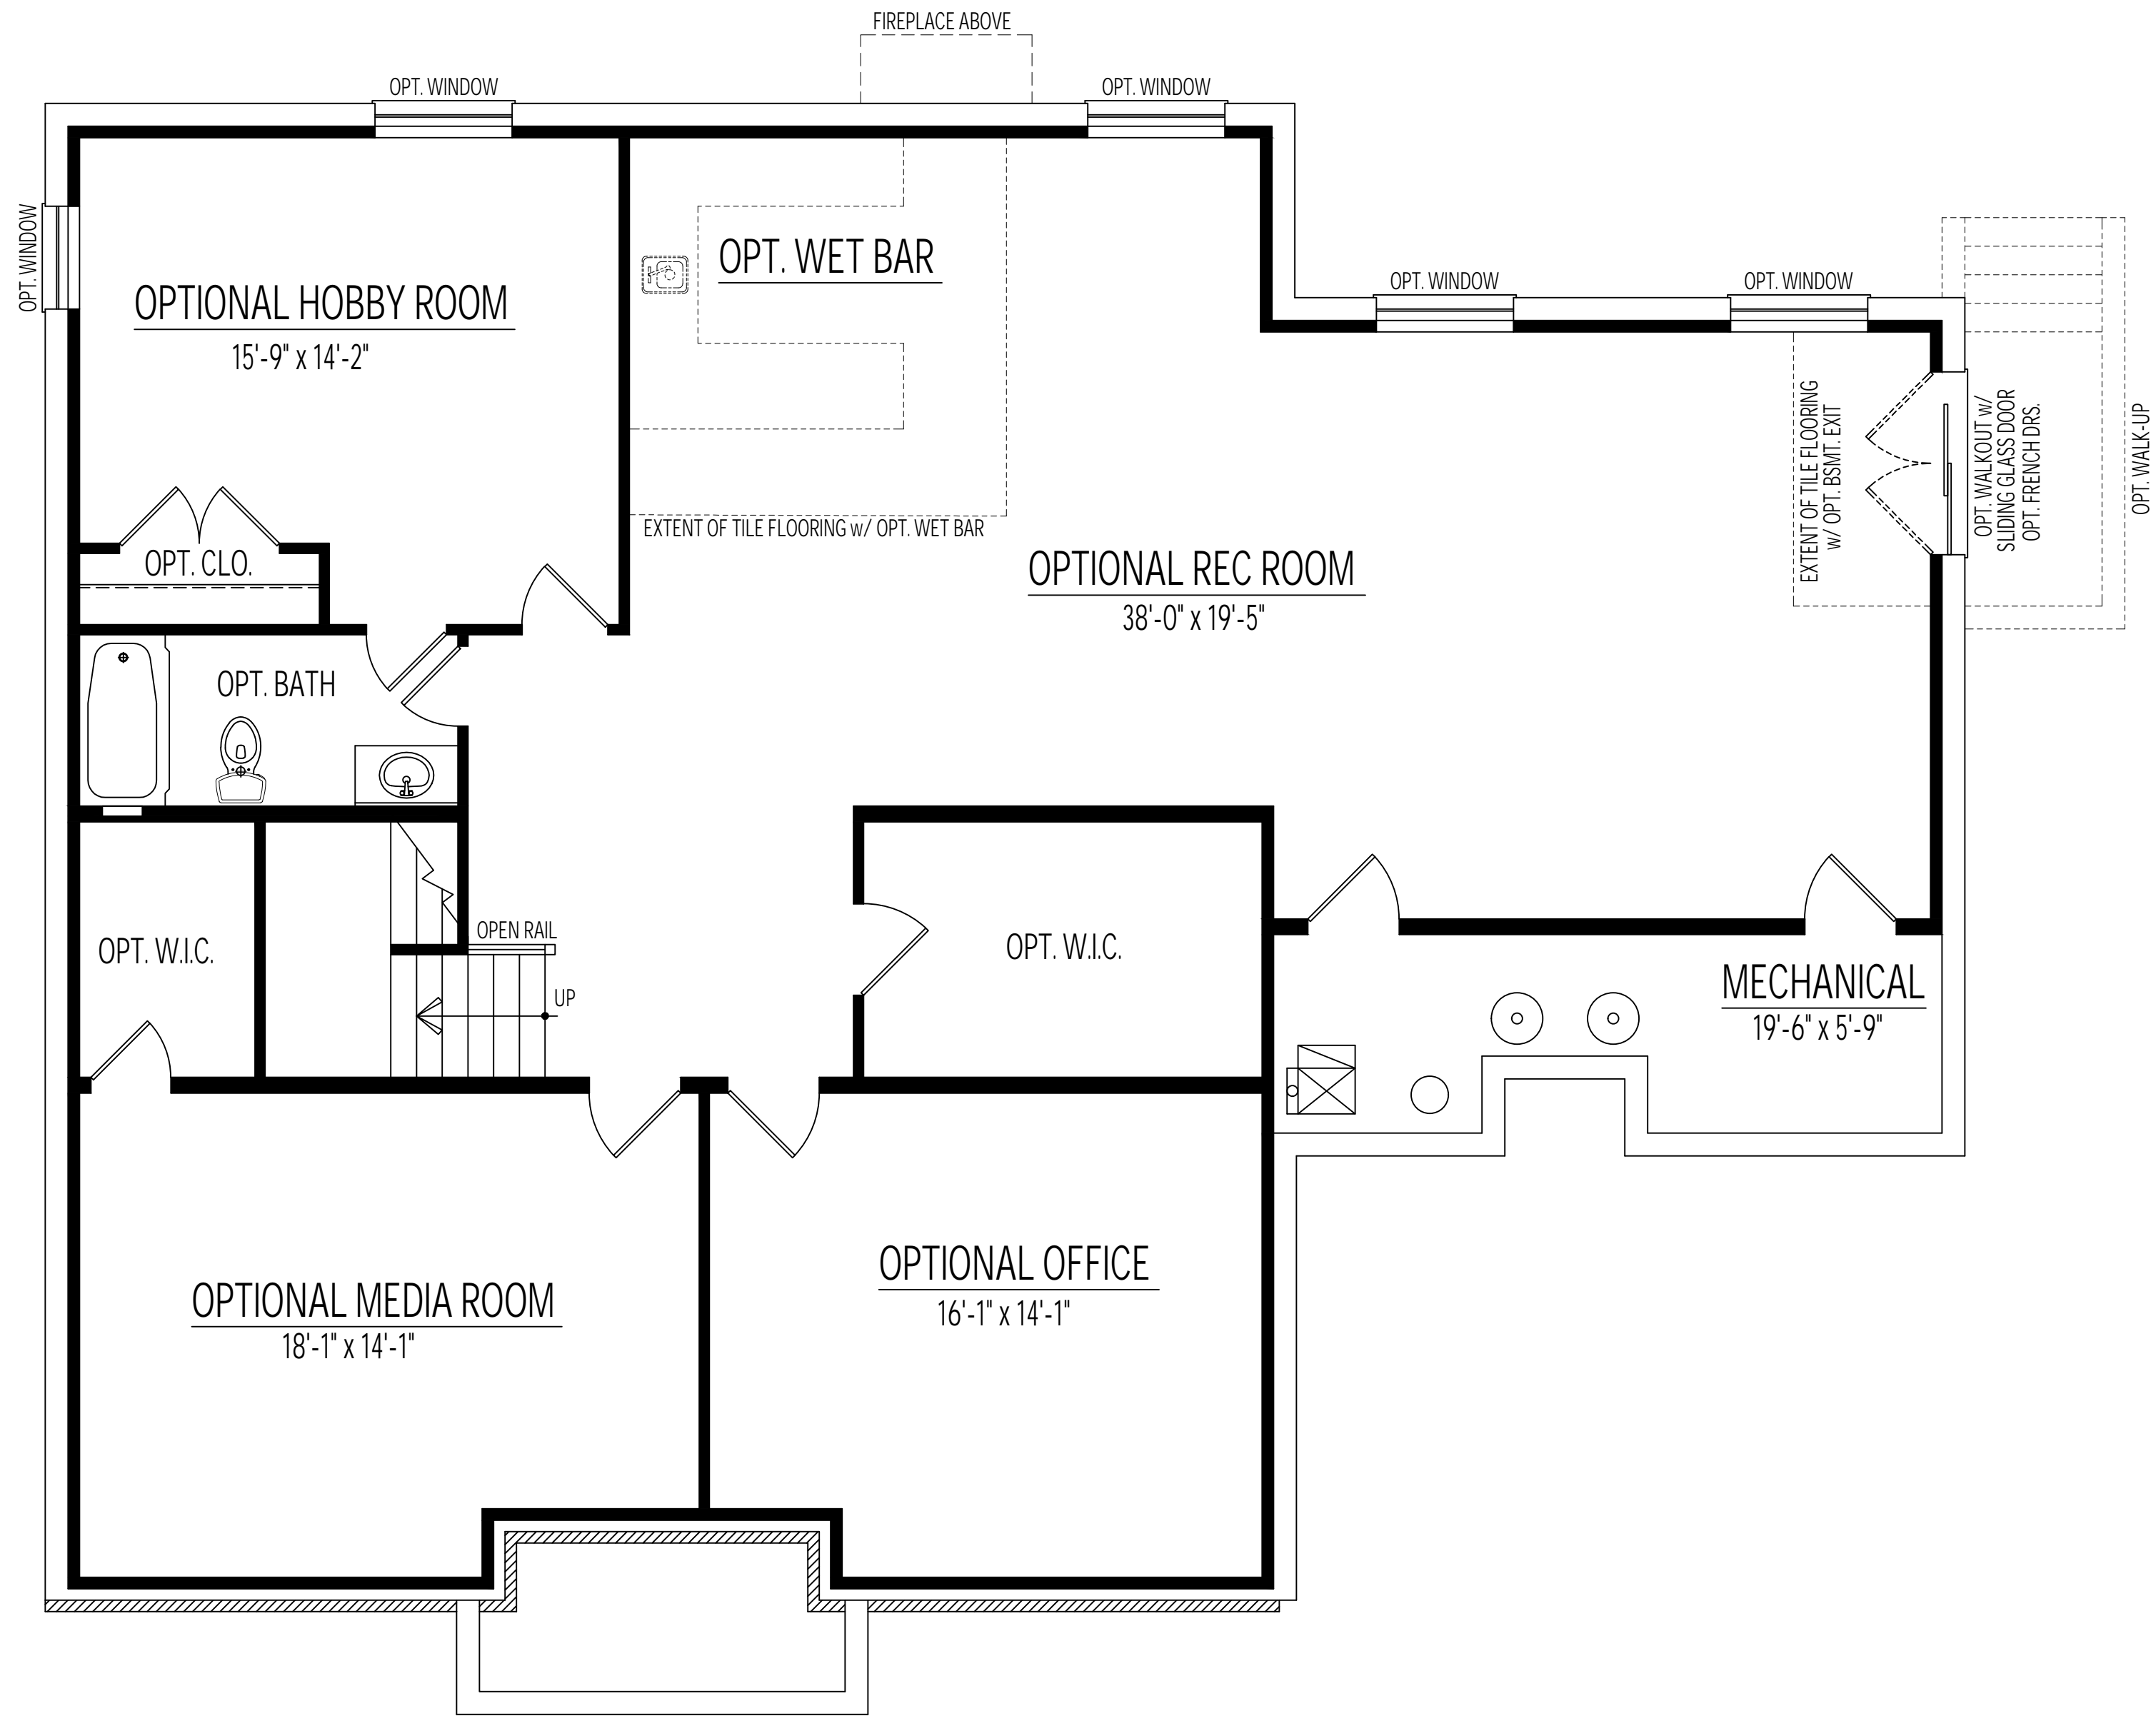 FIREPLACE ABOVE
OPT. WINDOW
OPT. WINDOW
OPT. WINDOW
OPT. WET BAR
OPTIONAL HOBBY ROOM
15'-9" x 14'-2"
OPT. WINDOW
OPT. WINDOW
EXTENT OF TILE FLOORING
w/ OPT. BSMT. EXIT
OPT. WALKOUT w/
SLIDING GLASS DOOR
OPT. FRENCH DRS.
OPT. WALK-UP
EXTENT OF TILE FLOORING w/ OPT. WET BAR
OPT. CLO.
OPTIONAL REC ROOM
38'-0" x 19'-5"
OPT. BATH
OPEN RAIL
OPT. W.I.C.
OPT. W.I.C.
UP
MECHANICAL
19'-6" x 5'-9"
OPTIONAL MEDIA ROOM
18'-1" x 14'-1"
OPTIONAL OFFICE
16'-1" x 14'-1"